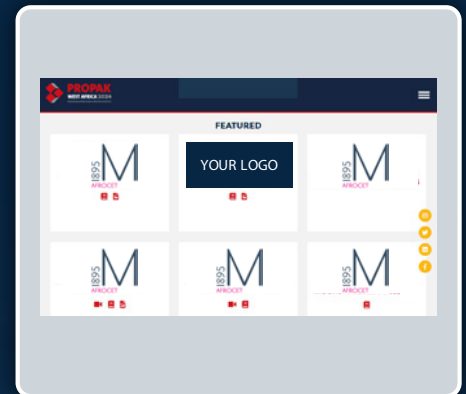 PROPAK
WEST AFRICA 2024
FEATURED
1895 M
AFROCET
YOUR LOGO
1895 M
AFROCET
1895 M
AFROCET
1895 M
AFROCET
1895 M
AFROCET